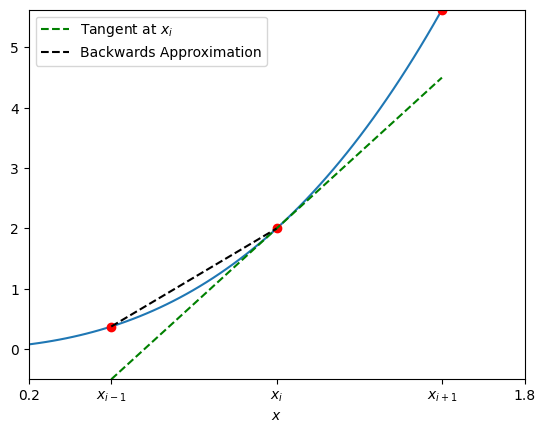 Tangent at $x_i$
Backwards Approximation
5
4
3
2
1
0
0.2 $x_{i-1}$ $x_i$ $x_{i+1}$ 1.8
$x$